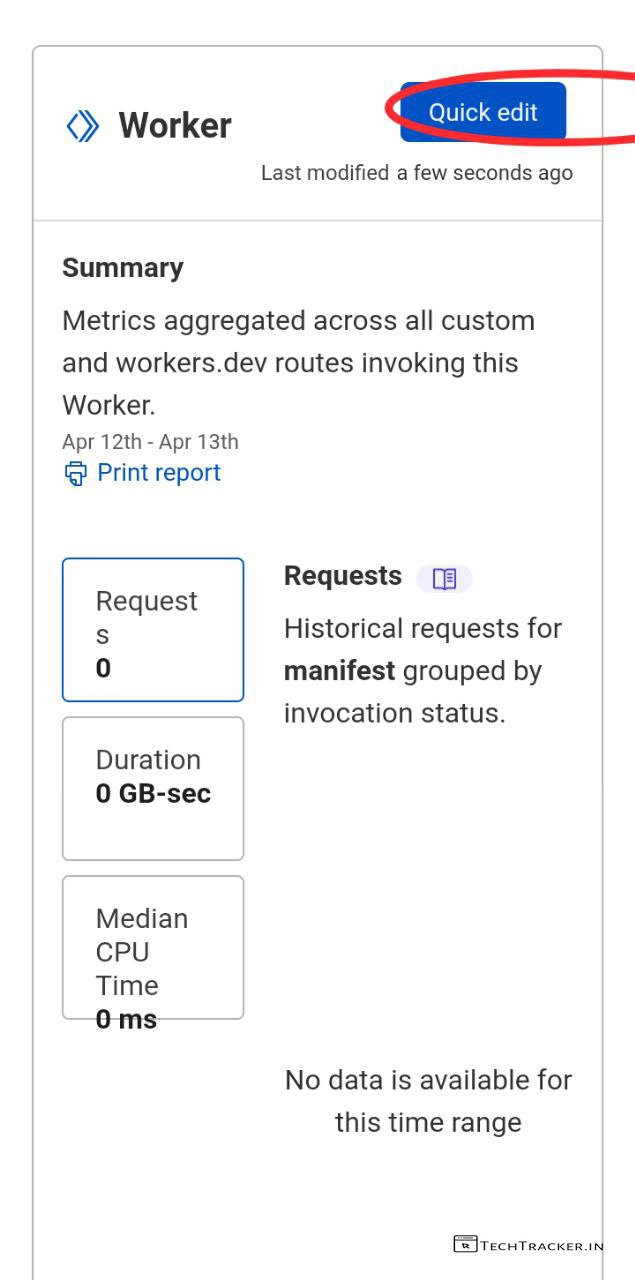 Worker
Quick edit
Last modified a few seconds ago
Summary
Metrics aggregated across all custom
and workers.dev routes invoking this
Worker.
Apr 12th - Apr 13th
Print report
Request
s
0
Requests
Historical requests for
manifest grouped by
invocation status.
Duration
0 GB-sec
Median
CPU
Time
0 ms
No data is available for
this time range
TECHTRACKER.IN